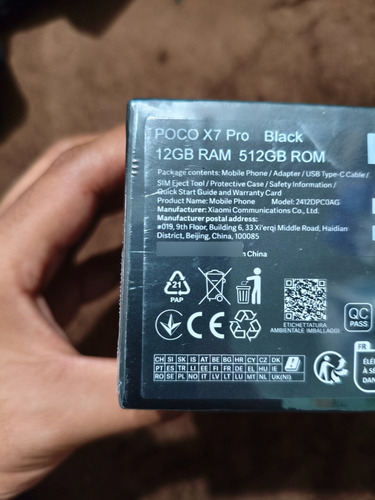 POCO X7 Pro Black
12GB RAM 512GB ROM
Package contents: Mobile Phone / Adapter / USB Type-C Cable /
SIM Eject Tool / Protective Case / Safety Information /
Quick Start Guide and Warranty Card
Product Name: Mobile Phone Model: 2412DPC0AG
Manufacturer: Xiaomi Communications Co., Ltd.
Manufacturer postal address:
#019, 9th Floor, Building 6, 33 Xi'erqi Middle Road, Haidian
District, Beijing, China, 100085
n China
21
PAP
CE
ETICHETTATURA
AMBIENTALE IMBALLAGGI
QC
PASS
CH SI SK IS AT BE BG HR CY CZ DK
PT ES TR LI EE FI FR DE EL HU IE
RO SE PL NO IT LV LT LU MT NL UK(NI)
FR
ÉLÉ
À SE
DAN